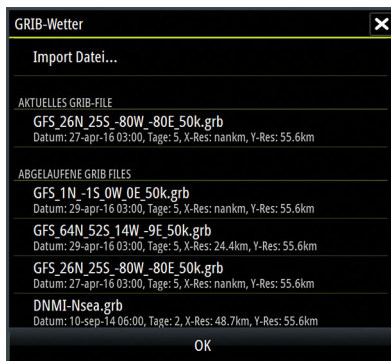 GRIB-Wetter
Import Datei...
AKTUELLES GRIB-FILE
GFS_26N_25S_-80W_-80E_50k.grb
Datum: 27-apr-16 03:00, Tage: 5, X-Res: nankm, Y-Res: 55.6km
ABGELAUFENE GRIB FILES
GFS_1N_-1S_0W_0E_50k.grb
Datum: 29-apr-16 03:00, Tage: 5, X-Res: nankm, Y-Res: 55.6km
GFS_64N_52S_14W_-9E_50k.grb
Datum: 29-apr-16 03:00, Tage: 5, X-Res: 24.4km, Y-Res: 55.6km
GFS_26N_25S_-80W_-80E_50k.grb
Datum: 27-apr-16 03:00, Tage: 5, X-Res: nankm, Y-Res: 55.6km
DNMI-Nsea.grb
Datum: 10-sep-14 06:00, Tage: 2, X-Res: 48.7km, Y-Res: 55.6km
OK